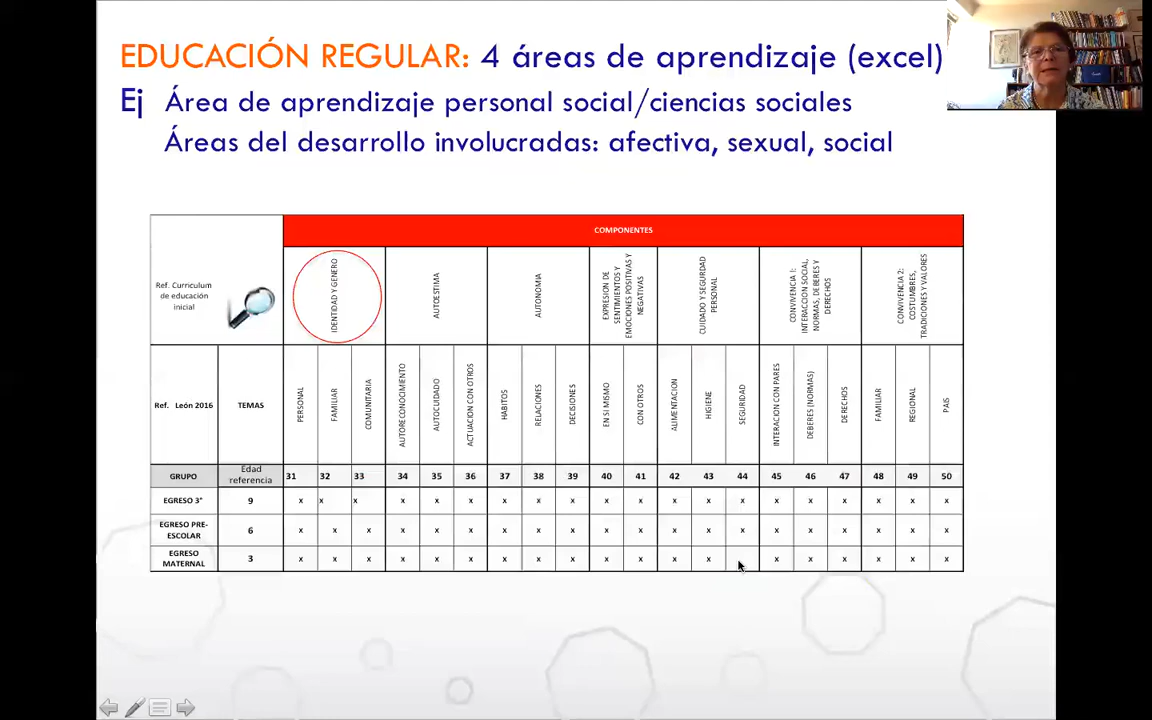 EDUCACIÓN REGULAR: 4 áreas de aprendizaje (excel)
Ej Área de aprendizaje personal social/ciencias sociales
Áreas del desarrollo involucradas: afectiva, sexual, social
COMPONENTES
Ref. Curriculum
de educación
inicial
IDENTIDAD Y GENERO
AUTOESTIMA
AUTONOMIA
EXPRESION DE
SENTIMIENTOS Y
EMOCIONES POSITIVAS Y
NEGATIVAS
CUIDADO Y SEGURIDAD
PERSONAL
CONVIVENCIA 1:
INTERACCION SOCIAL,
NORMAS, DEBERES Y
DERECHOS
CONVIVENCIA 2:
COSTUMBRES,
TRADICIONES Y VALORES
Ref. León 2016
TEMAS
PERSONAL
FAMILIAR
COMUNITARIA
AUTORECONOCIMIENTO
AUTOCUIDADO
ACTUACION CON OTROS
HABITOS
RELACIONES
DECISIONES
EN SI MISMO
CON OTROS
ALIMENTACION
HIGIENE
SEGURIDAD
INTERACION CON PARES
DEBERES (NORMAS)
DERECHOS
FAMILIAR
REGIONAL
PAIS
GRUPO Edad referencia 31 32 33 34 35 36 37 38 39 40 41 42 43 44 45 46 47 48 49 50
EGRESO 3° 9 x x x x x x x x x x x x x x x x x x x x
EGRESO PRE-ESCOLAR 6 x x x x x x x x x x x x x x x x x x x x
EGRESO MATERNAL 3 x x x x x x x x x x x x x x x x x x x x